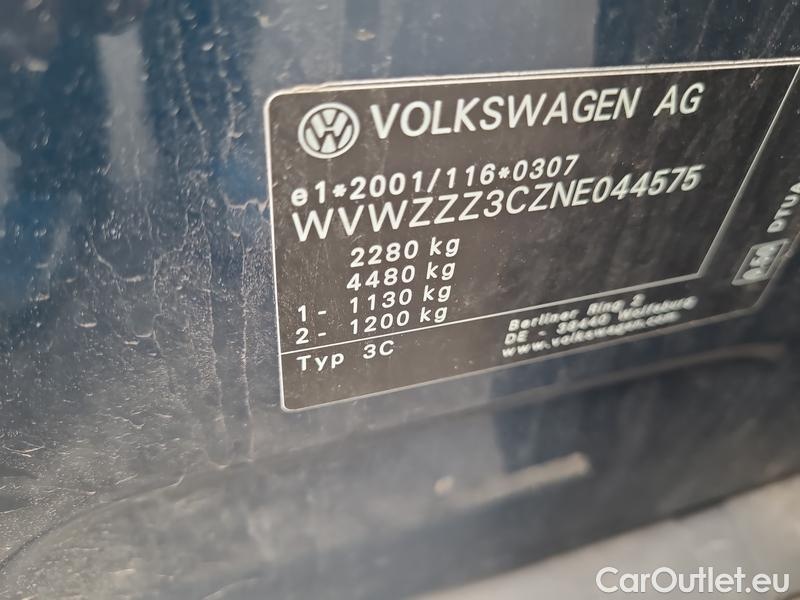 VOLKSWAGEN AG
e1*2001/116*0307
WVWZZZ3CZNE044575
2280 kg
4480 kg
1 - 1130 kg
2 - 1200 kg
Typ 3C
Berliner Ring 2
DE - 38440 Wolfsburg
www.volkswagen.com
DTUA
CarOutlet.eu